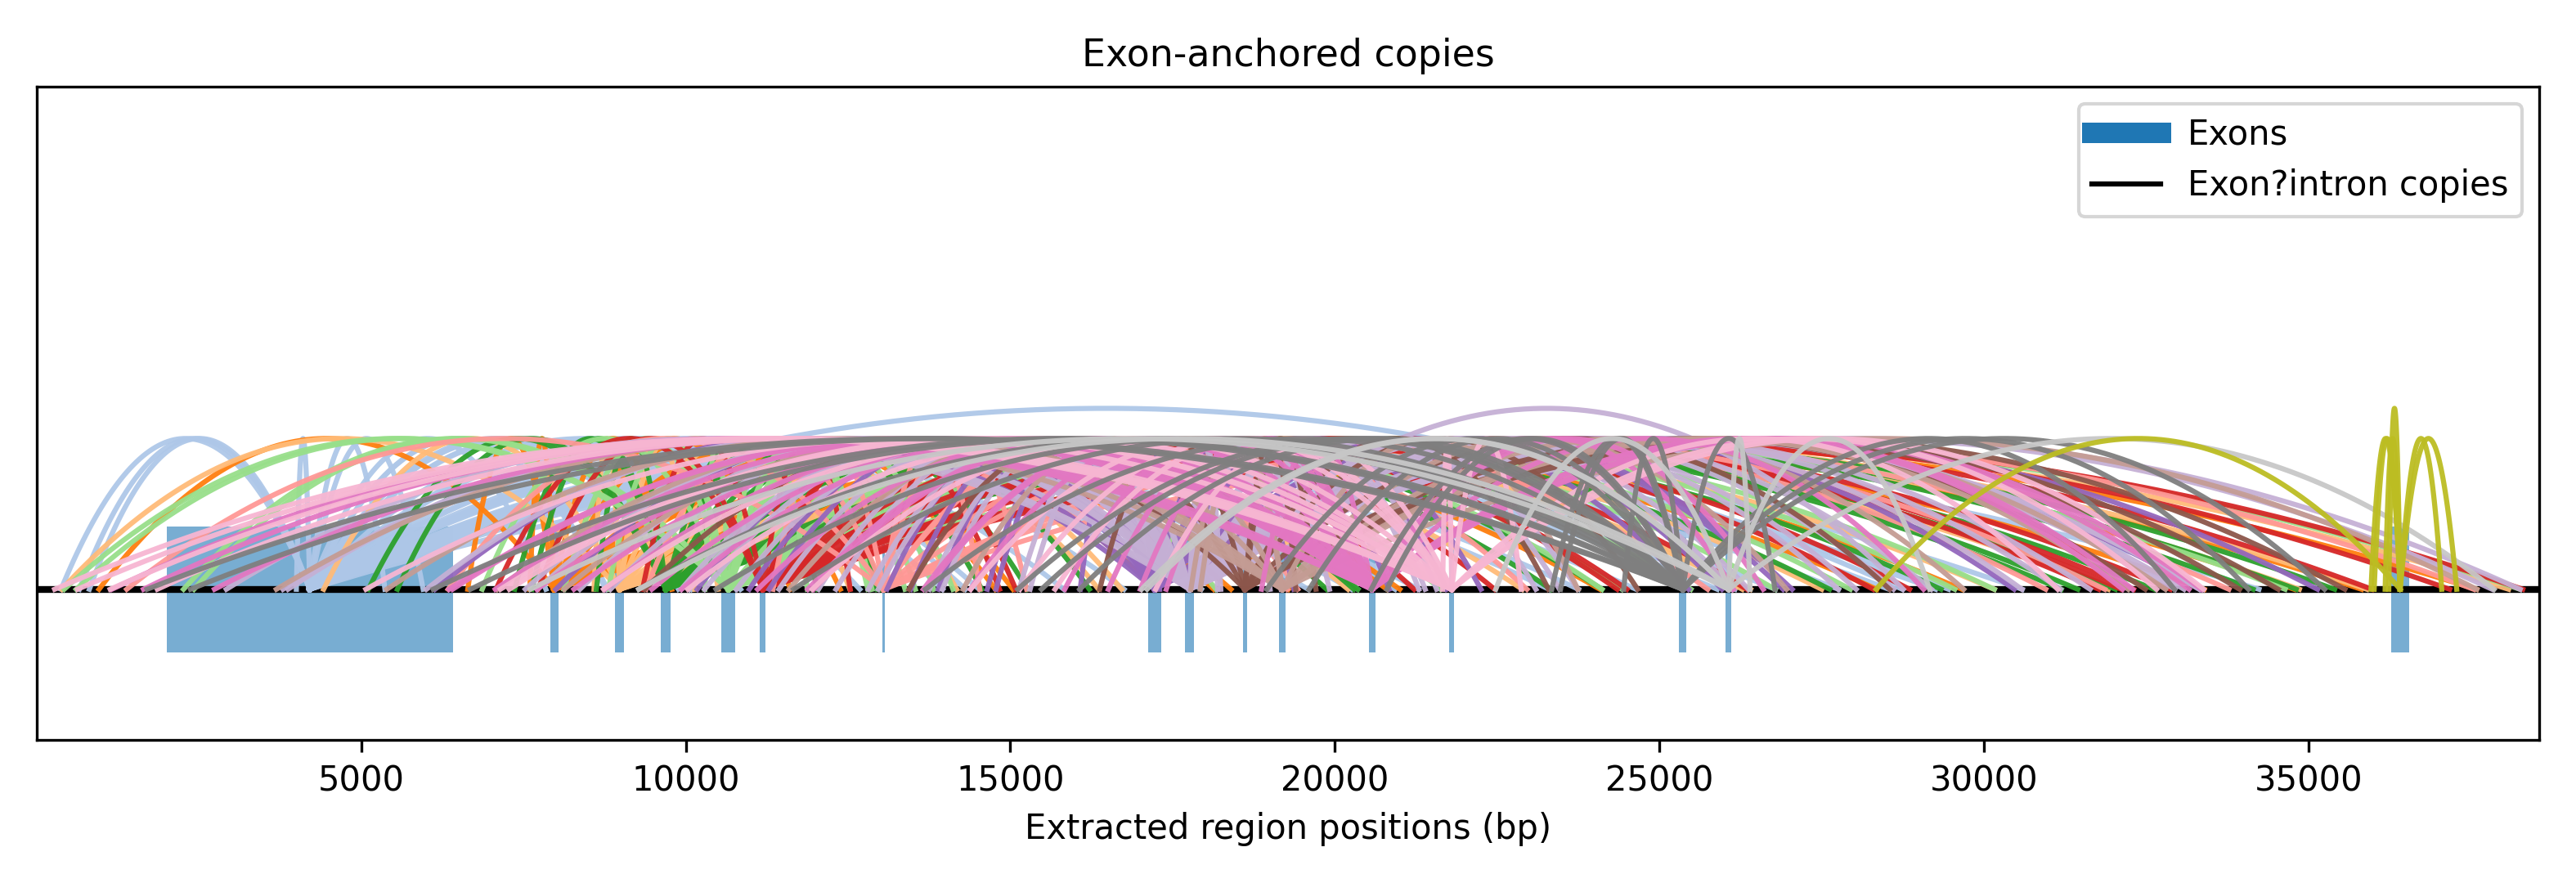 Exon-anchored copies
Exons
Exon?intron copies
5000 10000 15000 20000 25000 30000 35000
Extracted region positions (bp)